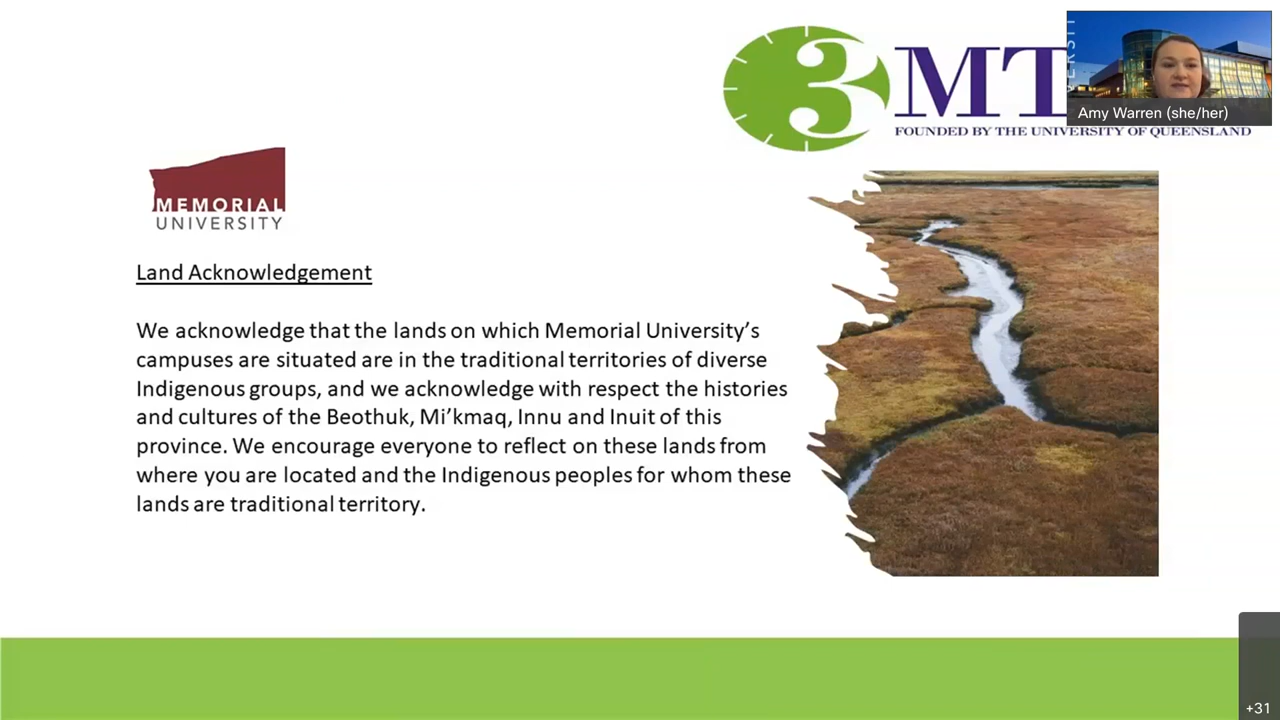 3MT
FOUNDED BY THE UNIVERSITY OF QUEENSLAND
Amy Warren (she/her)
MEMORIAL
UNIVERSITY
Land Acknowledgement
We acknowledge that the lands on which Memorial University’s
campuses are situated are in the traditional territories of diverse
Indigenous groups, and we acknowledge with respect the histories
and cultures of the Beothuk, Mi’kmaq, Innu and Inuit of this
province. We encourage everyone to reflect on these lands from
where you are located and the Indigenous peoples for whom these
lands are traditional territory.
+31